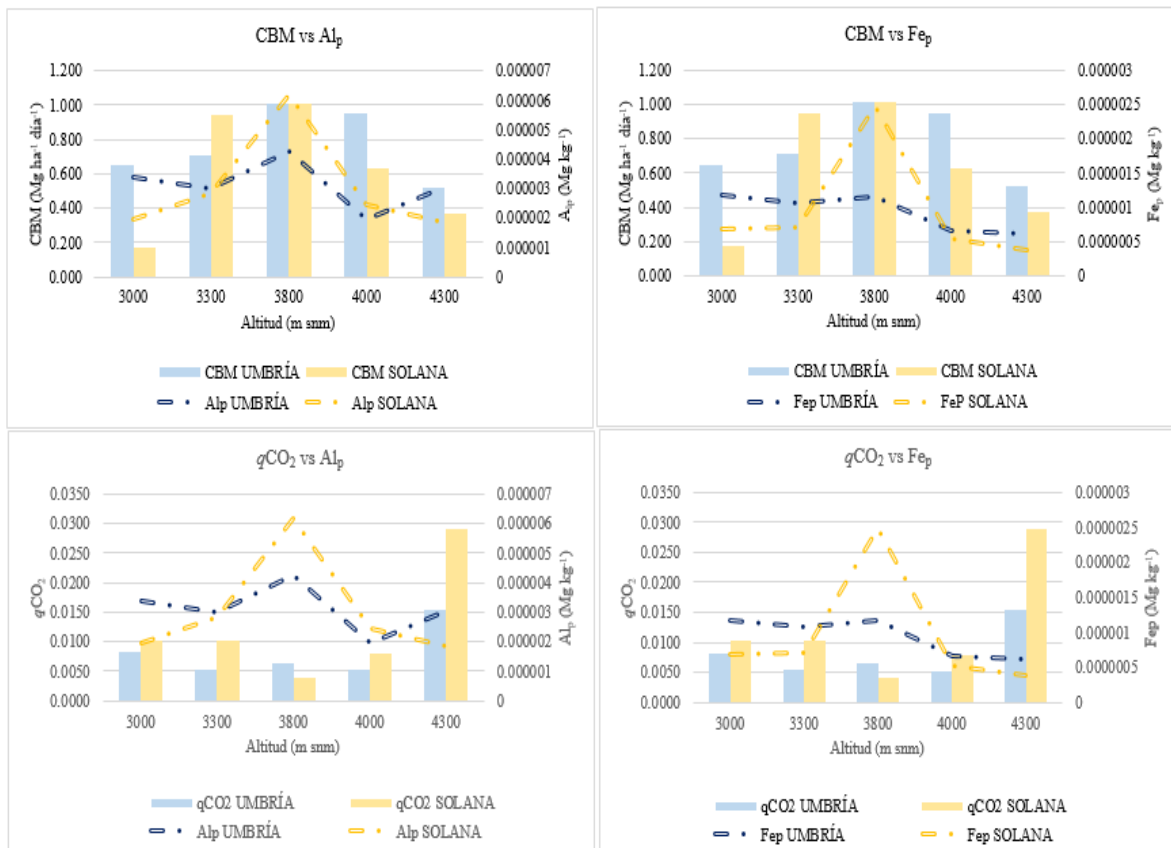 CBM vs Alp
CBM (Mg ha⁻¹ día⁻¹)
1.200
1.000
0.800
0.600
0.400
0.200
0.000
0.000007
0.000006
0.000005
0.000004
0.000003
0.000002
0.000001
0
Alp (Mg kg⁻¹)
3000 3300 3800 4000 4300
Altitud (m snm)
CBM UMBRÍA CBM SOLANA
Alp UMBRÍA Alp SOLANA
CBM vs Feₚ
CBM (Mg ha⁻¹ día⁻¹)
1.200
1.000
0.800
0.600
0.400
0.200
0.000
0.000003
0.0000025
0.000002
0.0000015
0.000001
0.0000005
0
Feₚ (Mg kg⁻¹)
3000 3300 3800 4000 4300
Altitud (m snm)
CBM UMBRÍA CBM SOLANA
Fep UMBRÍA FeP SOLANA
qCO₂ vs Alₚ
qCO₂
0.0350
0.0300
0.0250
0.0200
0.0150
0.0100
0.0050
0.0000
0.000007
0.000006
0.000005
0.000004
0.000003
0.000002
0.000001
0
Alₚ (Mg kg⁻¹)
3000 3300 3800 4000 4300
Altitud (m snm)
qCO2 UMBRÍA qCO2 SOLANA
Alp UMBRÍA Alp SOLANA
qCO₂ vs Feₚ
qCO₂
0.0350
0.0300
0.0250
0.0200
0.0150
0.0100
0.0050
0.0000
0.000003
0.0000025
0.000002
0.0000015
0.000001
0.0000005
0
Fep (Mg kg⁻¹)
3000 3300 3800 4000 4300
Altitud (m snm)
qCO2 UMBRÍA qCO2 SOLANA
Fep UMBRÍA Fep SOLANA